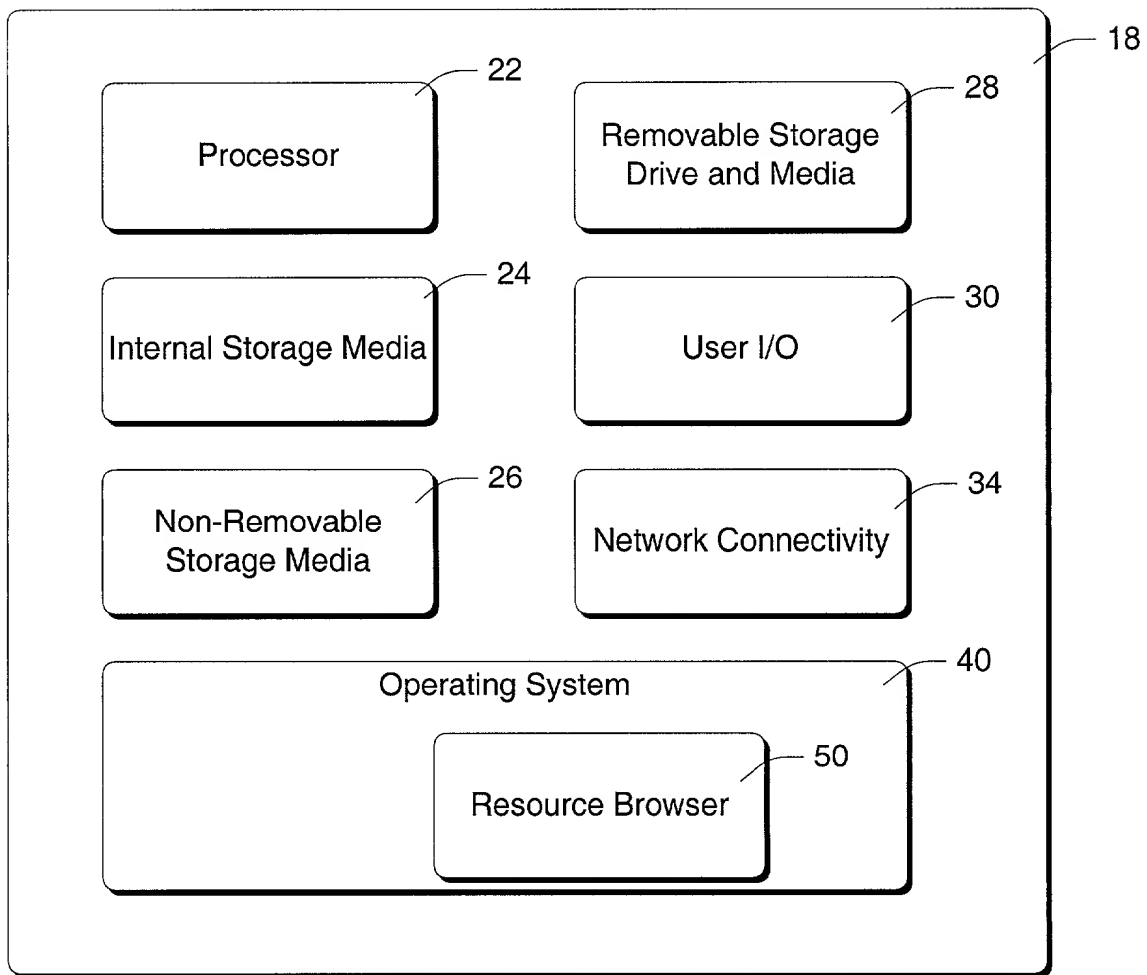 18
22
Processor
28
Removable Storage
Drive and Media
24
Internal Storage Media
30
User I/O
26
Non-Removable
Storage Media
34
Network Connectivity
40
Operating System
50
Resource Browser